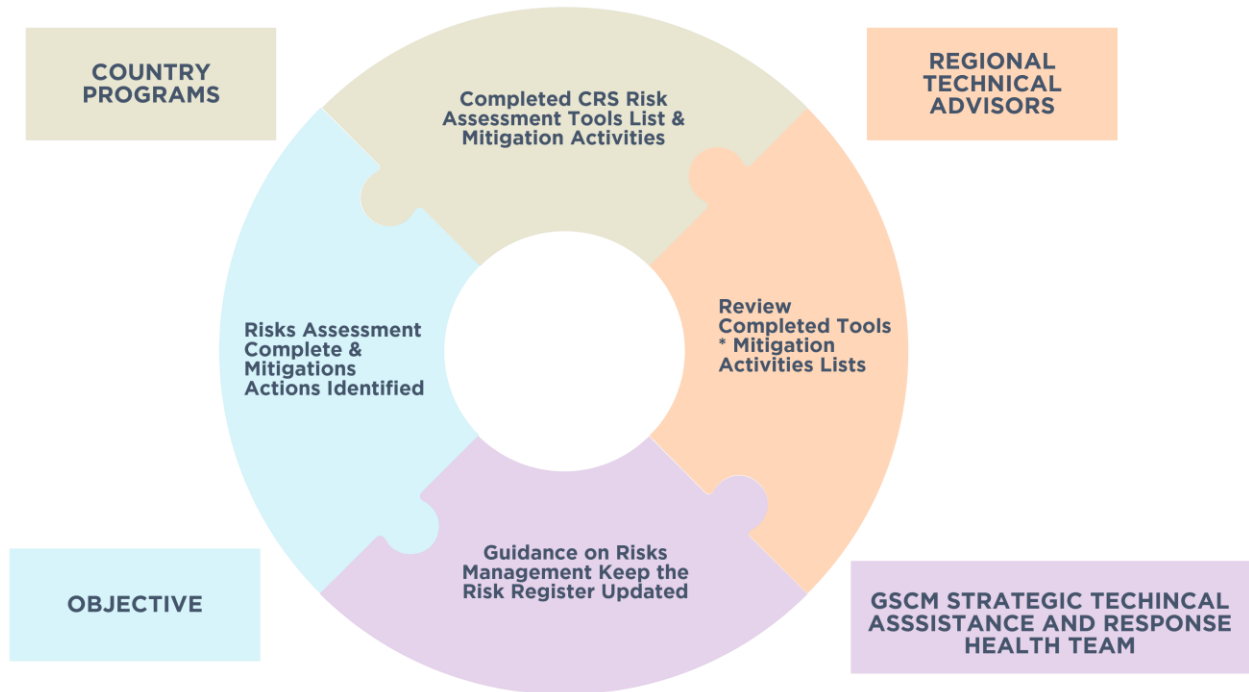 COUNTRY
PROGRAMS
Completed CRS Risk
Assessment Tools List &
Mitigation Activities
REGIONAL
TECHNICAL
ADVISORS
Risks Assessment
Complete &
Mitigations
Actions Identified
Review
Completed Tools
* Mitigation
Activities Lists
OBJECTIVE
Guidance on Risks
Management Keep the
Risk Register Updated
GSCM STRATEGIC TECHINCAL
ASSSISTANCE AND RESPONSE
HEALTH TEAM